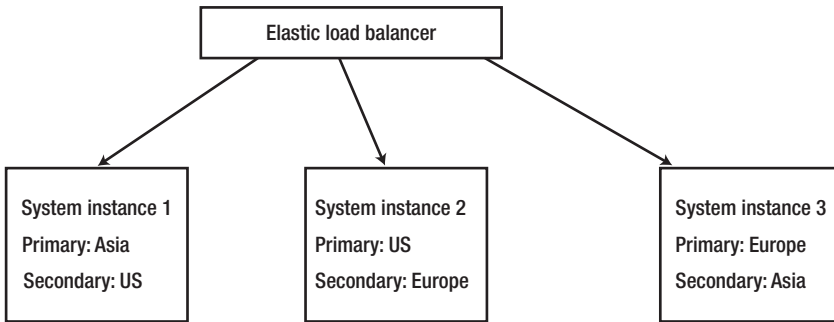 Elastic load balancer
System instance 1
Primary: Asia
Secondary: US
System instance 2
Primary: US
Secondary: Europe
System instance 3
Primary: Europe
Secondary: Asia